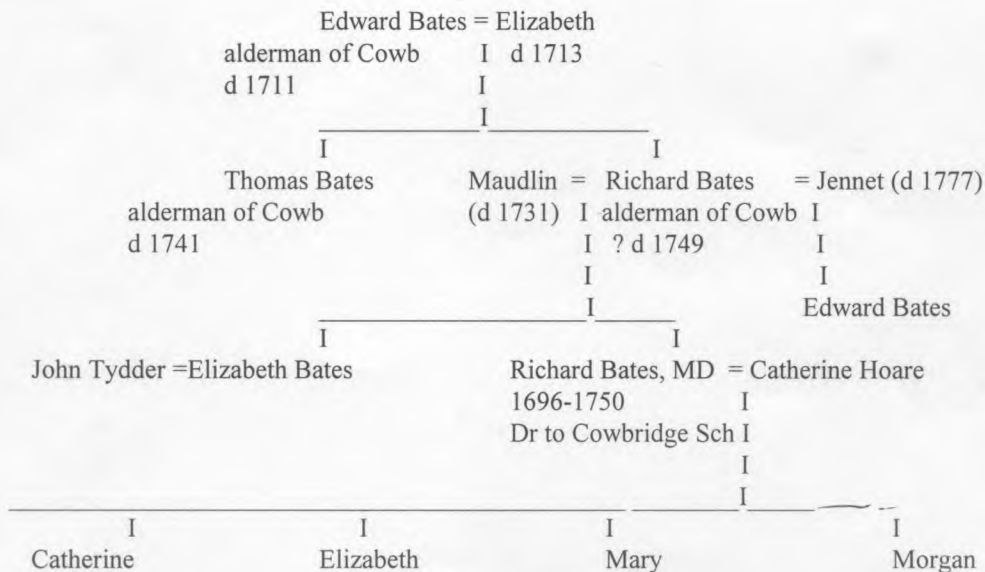 Edward Bates = Elizabeth
alderman of Cowb I d 1713
d 1711 I
I
I I
Thomas Bates Maudlin = Richard Bates = Jennet (d 1777)
alderman of Cowb (d 1731) I alderman of Cowb I
d 1741 I ? d 1749 I
I I
I Edward Bates
I I
John Tydder =Elizabeth Bates Richard Bates, MD = Catherine Hoare
1696-1750 I
Dr to Cowbridge Sch I
I
I
I I I I
Catherine Elizabeth Mary Morgan